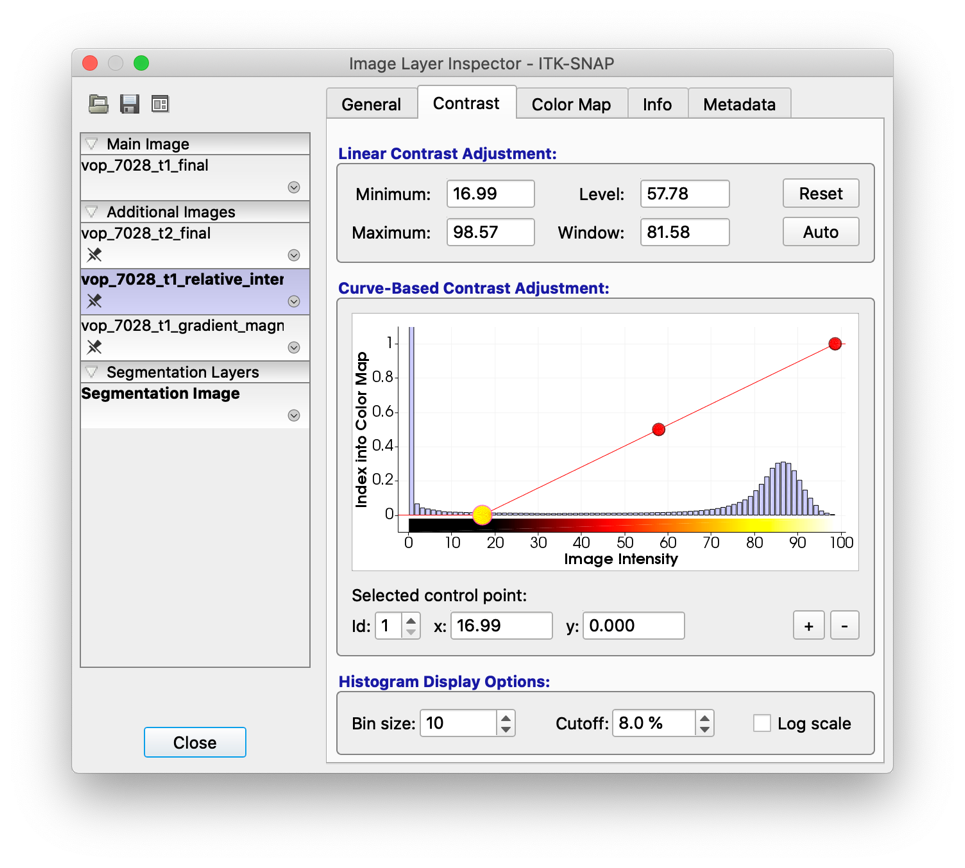 Image Layer Inspector - ITK-SNAP
General Contrast Color Map Info Metadata
Main Image
vop_7028_t1_final
Additional Images
vop_7028_t2_final
vop_7028_t1_relative_inter
vop_7028_t1_gradient_magn
Segmentation Layers
Segmentation Image
Close
Linear Contrast Adjustment:
Minimum: 16.99 Level: 57.78 Reset
Maximum: 98.57 Window: 81.58 Auto
Curve-Based Contrast Adjustment:
Index into Color Map
1
0.8
0.6
0.4
0.2
0
0 10 20 30 40 50 60 70 80 90 100
Image Intensity
Selected control point:
Id: 1 x: 16.99 y: 0.000 + -
Histogram Display Options:
Bin size: 10 Cutoff: 8.0 % Log scale